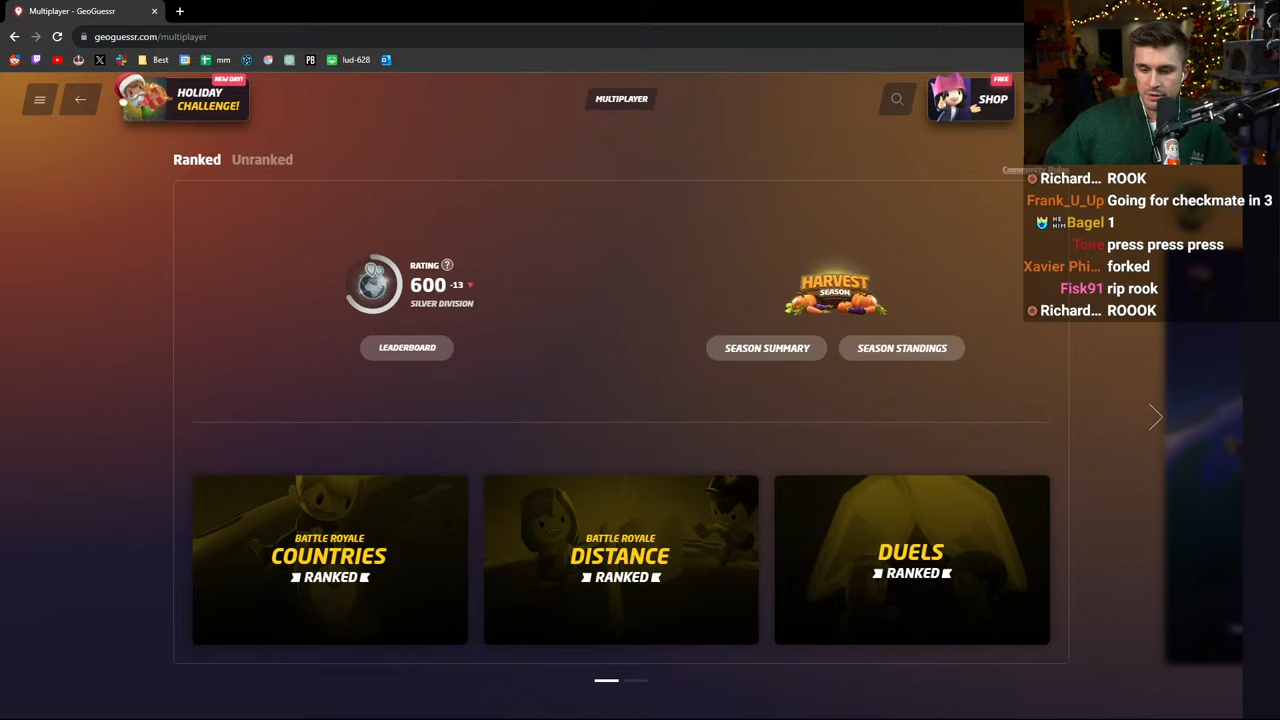 Multiplayer - GeoGuessr
geoguessr.com/multiplayer
Best
mm
PB
lud-628
NEW DAY!
HOLIDAY
CHALLENGE!
MULTIPLAYER
FREE
SHOP
Ranked Unranked
RATING ?
600 -13
SILVER DIVISION
LEADERBOARD
HARVEST
SEASON
SEASON SUMMARY SEASON STANDINGS
BATTLE ROYALE
COUNTRIES
RANKED
BATTLE ROYALE
DISTANCE
RANKED
DUELS
RANKED
Richard... ROOK
Frank_U_Up Going for checkmate in 3
HE HIM Bagel 1
Tone press press press
Xavier Phi... forked
Fisk91 rip rook
Richard... ROOOK